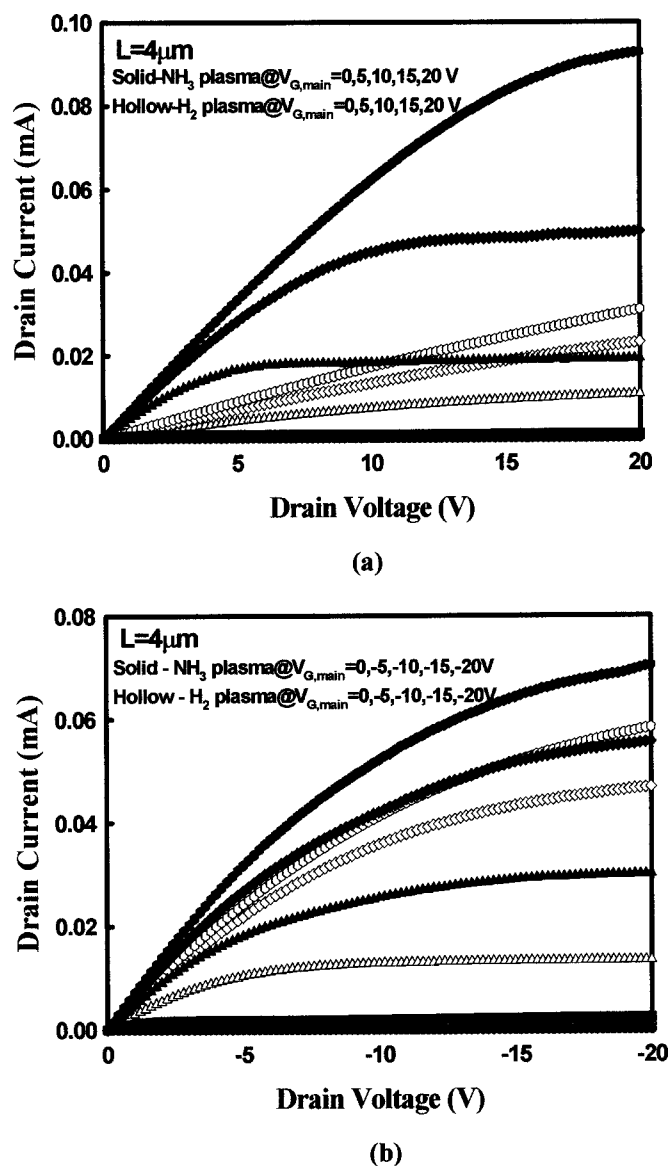 L=4μm
Solid-NH₃ plasma@V_G,main=0,5,10,15,20 V
Hollow-H₂ plasma@V_G,main=0,5,10,15,20 V
0.10
0.08
0.06
0.04
0.02
0.00
Drain Current (mA)
0 5 10 15 20
Drain Voltage (V)
(a)
L=4μm
Solid - NH₃ plasma@V_G,main=0,-5,-10,-15,-20V
Hollow - H₂ plasma@V_G,main=0,-5,-10,-15,-20V
0.08
0.06
0.04
0.02
0.00
Drain Current (mA)
0 -5 -10 -15 -20
Drain Voltage (V)
(b)